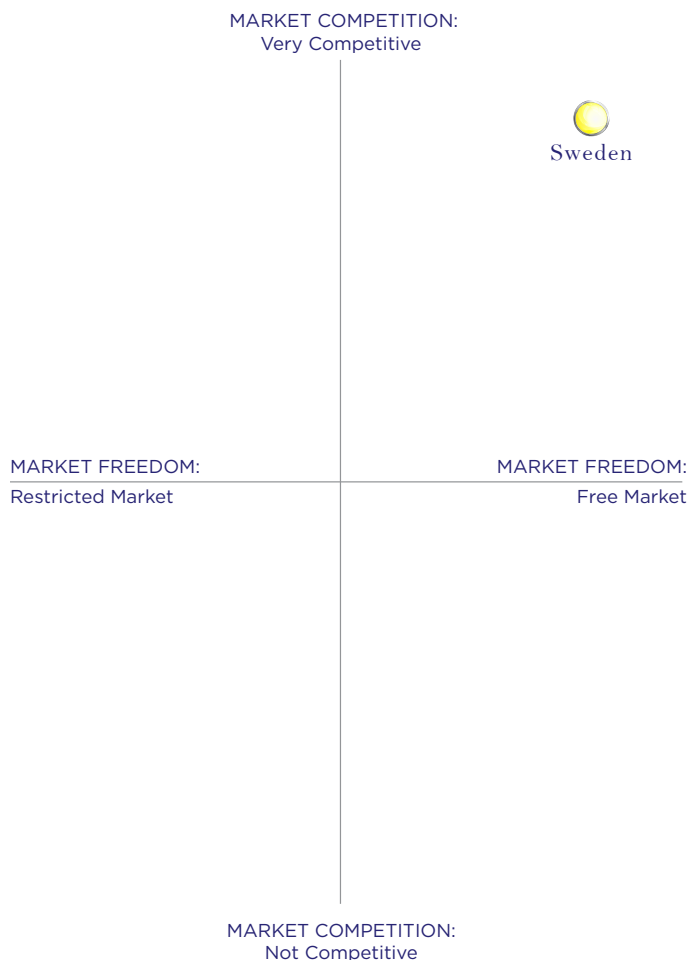 MARKET COMPETITION:
Very Competitive
Sweden
MARKET FREEDOM:
Restricted Market
MARKET FREEDOM:
Free Market
MARKET COMPETITION:
Not Competitive